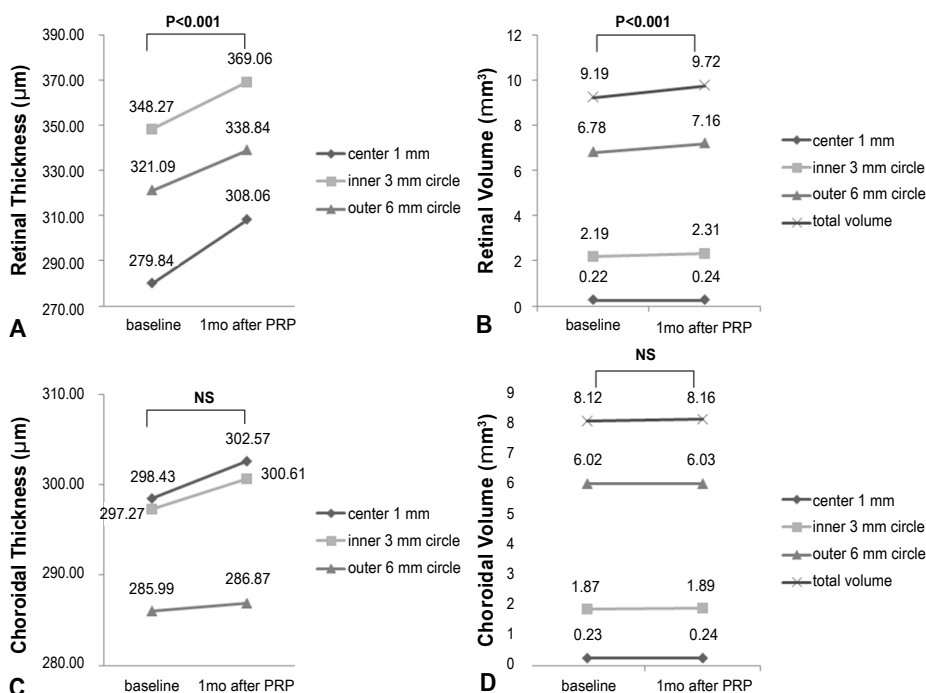 P<0.001
390.00
370.00
350.00
330.00
310.00
290.00
270.00
Retinal Thickness (μm)
369.06
348.27
338.84
321.09
308.06
279.84
center 1 mm
inner 3 mm circle
outer 6 mm circle
baseline 1mo after PRP
A
P<0.001
12
10
8
6
4
2
0
Retinal Volume (mm³)
9.19 9.72
6.78 7.16
2.19 2.31
0.22 0.24
center 1 mm
inner 3 mm circle
outer 6 mm circle
total volume
baseline 1mo after PRP
B
NS
310.00
300.00
290.00
280.00
Choroidal Thickness (μm)
302.57
298.43
300.61
297.27
285.99 286.87
center 1 mm
inner 3 mm circle
outer 6 mm circle
baseline 1mo after PRP
C
NS
9
8
7
6
5
4
3
2
1
0
Choroidal Volume (mm³)
8.12 8.16
6.02 6.03
1.87 1.89
0.23 0.24
center 1 mm
inner 3 mm circle
outer 6 mm circle
total volume
baseline 1mo after PRP
D